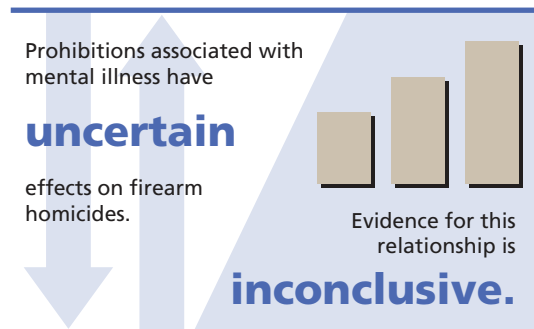 Prohibitions associated with
mental illness have
uncertain
effects on firearm
homicides.
Evidence for this
relationship is
inconclusive.